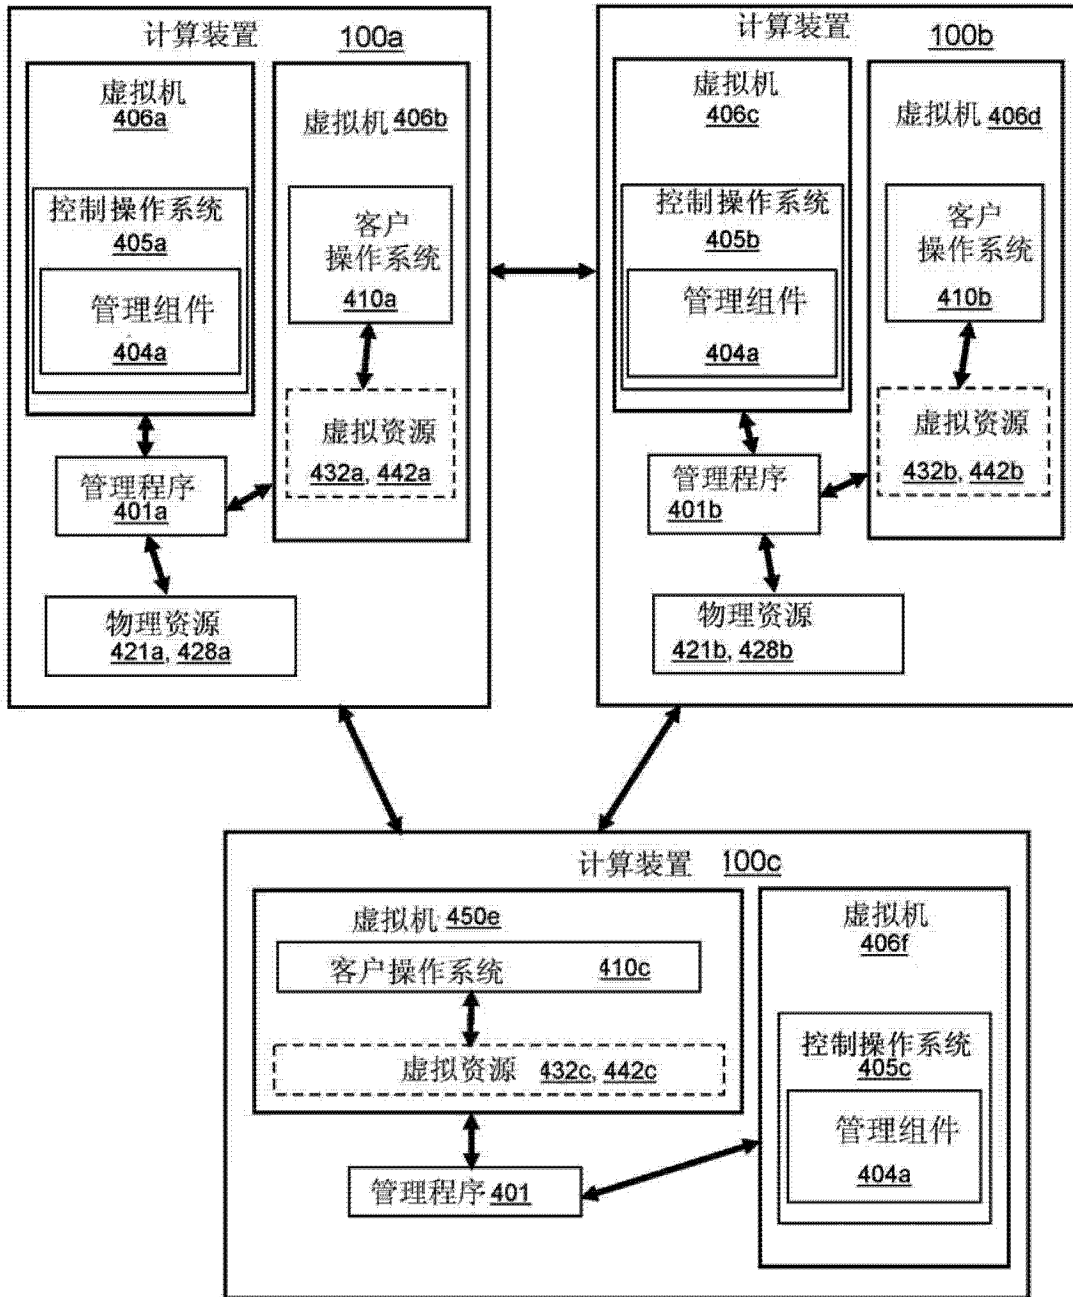 计算装置 100a
虚拟机
406a
控制操作系统
405a
管理组件
404a
虚拟机 406b
客户
操作系统
410a
虚拟资源
432a, 442a
管理程序
401a
物理资源
421a, 428a
计算装置 100b
虚拟机
406c
控制操作系统
405b
管理组件
404a
虚拟机 406d
客户
操作系统
410b
虚拟资源
432b, 442b
管理程序
401b
物理资源
421b, 428b
计算装置 100c
虚拟机 450e
客户操作系统 410c
虚拟资源 432c, 442c
管理程序 401
虚拟机
406f
控制操作系统
405c
管理组件
404a